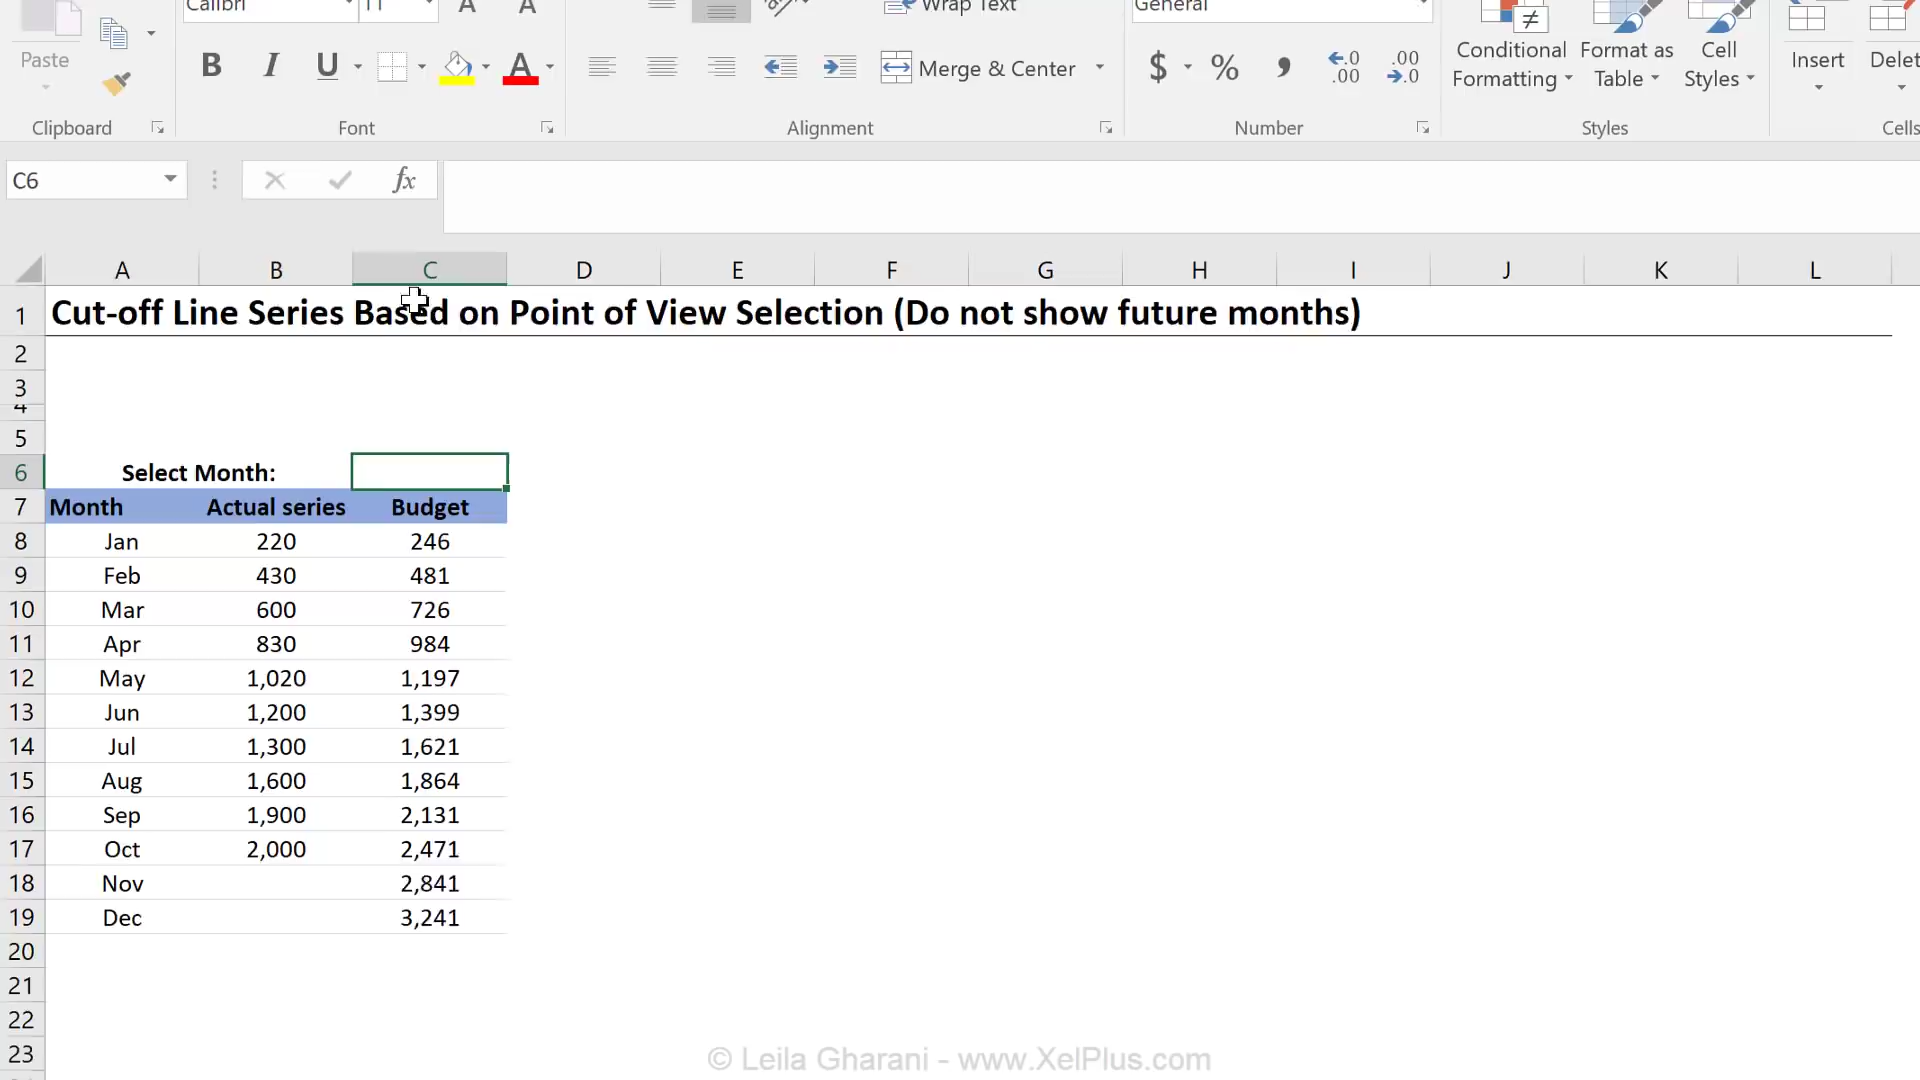 Calibri 11 A A Wrap Text General
Paste B I U A Merge & Center $ % , .0 .00 .00 .0 Conditional Formatting Format as Table Cell Styles Insert
Clipboard Font Alignment Number Styles Cells
C6 fx
A B C D E F G H I J K L
1 Cut-off Line Series Based on Point of View Selection (Do not show future months)
2
3
4
5
6 Select Month:
7 Month Actual series Budget
8 Jan 220 246
9 Feb 430 481
10 Mar 600 726
11 Apr 830 984
12 May 1,020 1,197
13 Jun 1,200 1,399
14 Jul 1,300 1,621
15 Aug 1,600 1,864
16 Sep 1,900 2,131
17 Oct 2,000 2,471
18 Nov 2,841
19 Dec 3,241
20
21
22
23
© Leila Gharani - www.XelPlus.com